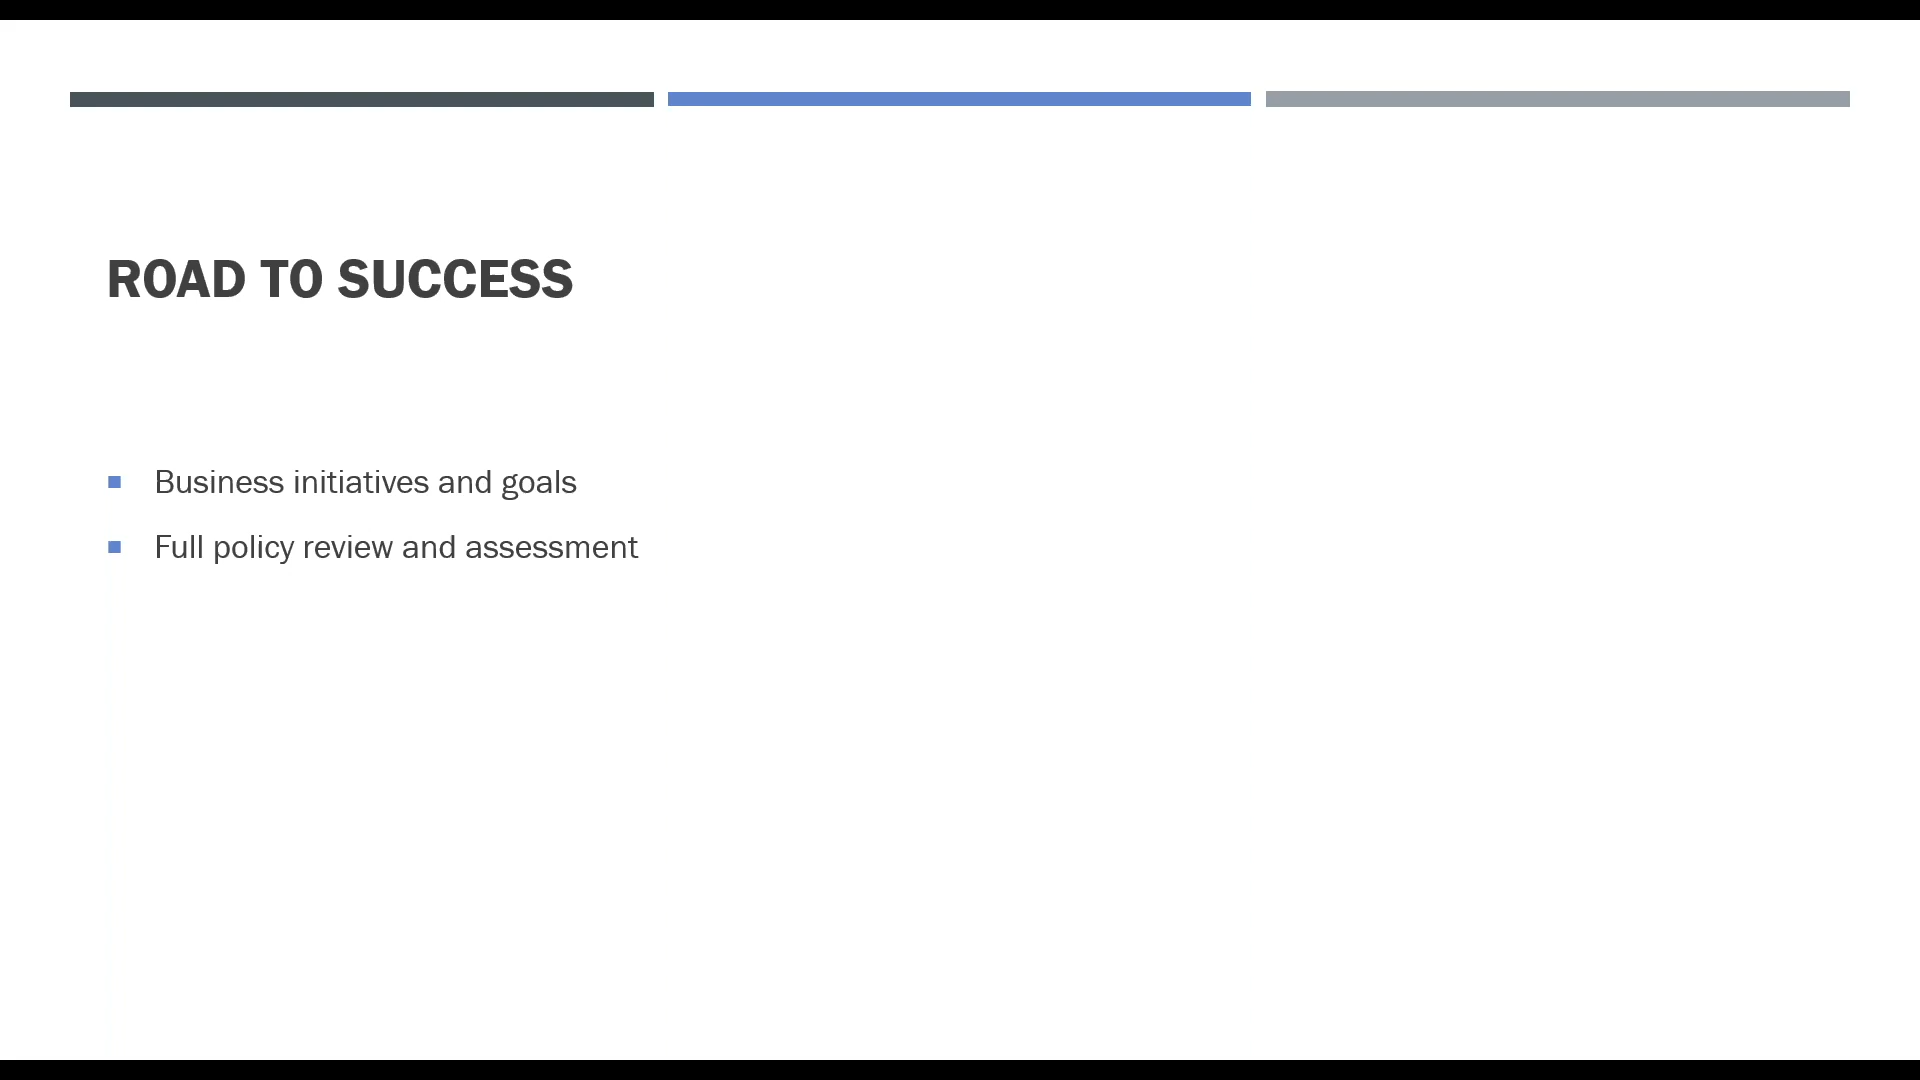 ROAD TO SUCCESS
Business initiatives and goals
Full policy review and assessment